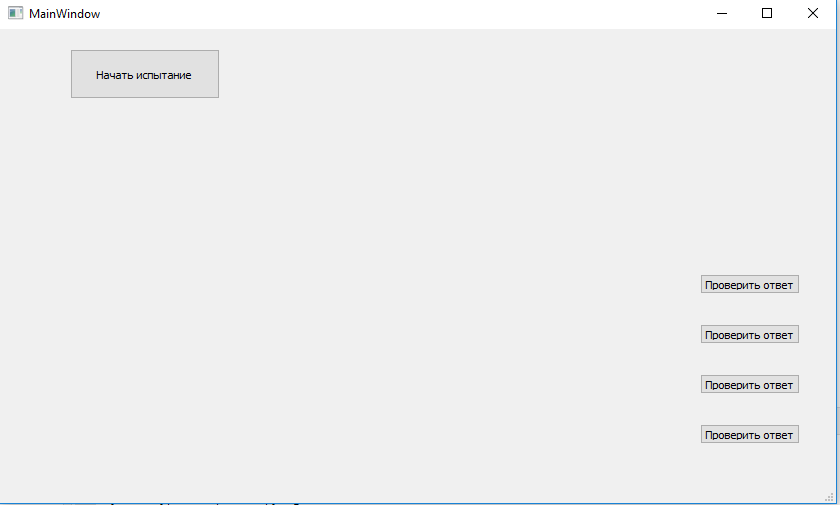 MainWindow
Начать испытание
Проверить ответ
Проверить ответ
Проверить ответ
Проверить ответ